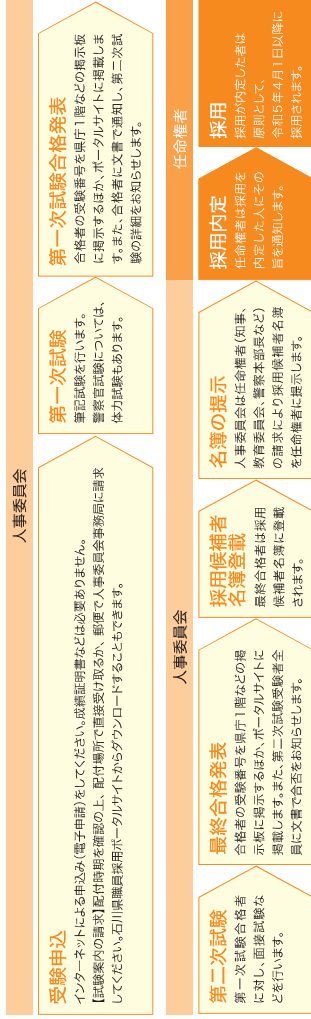 人事委員会
受験申込
インターネットによる申込み（電子申請）をしてください。成績証明書などは必要ありません。
【試験案内の請求】配付時期を確認の上、配付場所で直接受け取るか、郵便で人事委員会事務局に請求
してください。石川県職員採用ポータルサイトからダウンロードすることもできます。
第一次試験
筆記試験を行います。
警察官試験については、
体力試験もあります。
第一次試験合格発表
合格者の受験番号を県庁1階などの掲示板
に掲示するほか、ポータルサイトに掲載しま
す。また、合格者に文書で通知し、第二次試
験の詳細をお知らせします。
人事委員会
第二次試験
第一次試験合格者
に対し、面接試験な
どを行います。
最終合格発表
合格者の受験番号を県庁1階などの掲
示板に掲示するほか、ポータルサイトに
掲載します。また、第二次試験受験者全
員に文書で合否をお知らせします。
採用候補者
名簿登載
最終合格者は採用
候補者名簿に登載
されます。
名簿の提示
人事委員会は任命権者（知事、
教育委員会、警察本部長など）
の請求により採用候補者名簿
を任命権者に提示します。
任命権者
採用内定
任命権者は採用を
内定した人にその
旨を通知します。
採用
採用が内定した者は
原則として、
令和5年4月1日以降に
採用されます。